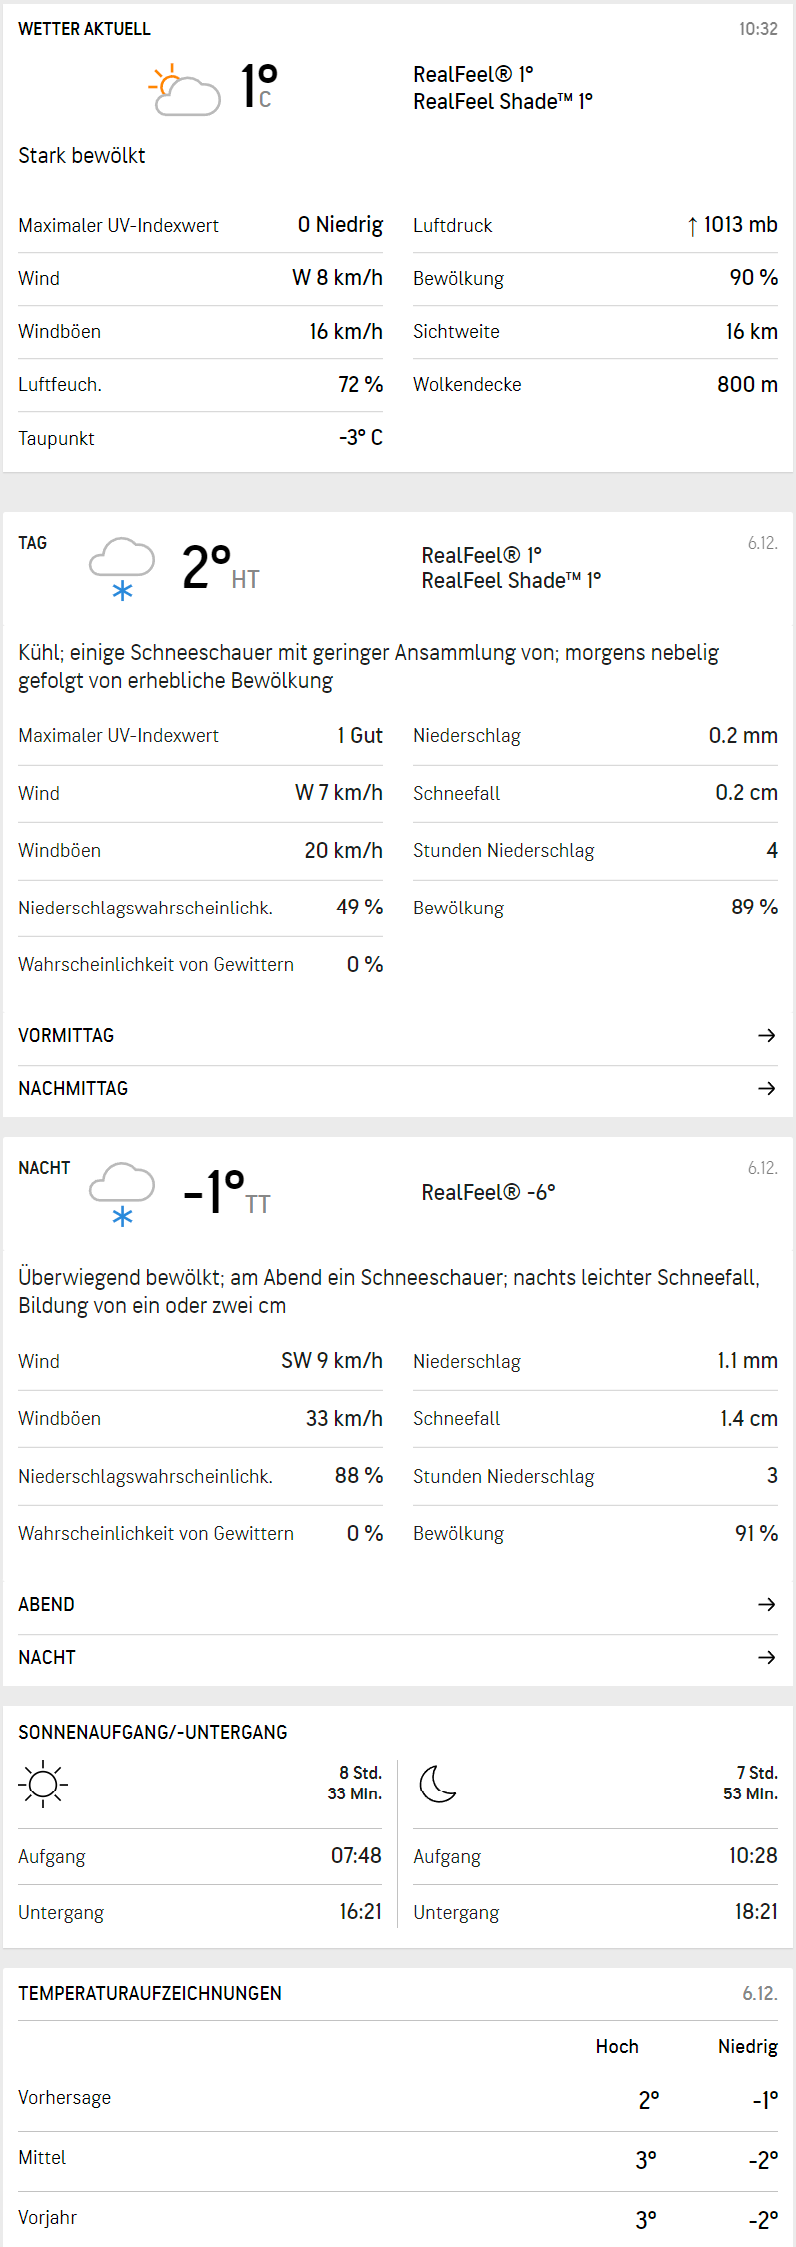 WETTER AKTUELL 10:32
1° C
RealFeel® 1°
RealFeel Shade™ 1°
Stark bewölkt
Maximaler UV-Indexwert 0 Niedrig
Luftdruck ↑ 1013 mb
Wind W 8 km/h
Bewölkung 90 %
Windböen 16 km/h
Sichtweite 16 km
Luftfeuch. 72 %
Wolkendecke 800 m
Taupunkt -3° C
TAG 6.12.
2° HT
RealFeel® 1°
RealFeel Shade™ 1°
Kühl; einige Schneeschauer mit geringer Ansammlung von; morgens nebelig
gefolgt von erhebliche Bewölkung
Maximaler UV-Indexwert 1 Gut
Niederschlag 0.2 mm
Wind W 7 km/h
Schneefall 0.2 cm
Windböen 20 km/h
Stunden Niederschlag 4
Niederschlagswahrscheinlichk. 49 %
Bewölkung 89 %
Wahrscheinlichkeit von Gewittern 0 %
VORMITTAG →
NACHMITTAG →
NACHT 6.12.
-1° TT
RealFeel® -6°
Überwiegend bewölkt; am Abend ein Schneeschauer; nachts leichter Schneefall,
Bildung von ein oder zwei cm
Wind SW 9 km/h
Niederschlag 1.1 mm
Windböen 33 km/h
Schneefall 1.4 cm
Niederschlagswahrscheinlichk. 88 %
Stunden Niederschlag 3
Wahrscheinlichkeit von Gewittern 0 %
Bewölkung 91 %
ABEND →
NACHT →
SONNENAUFGANG/-UNTERGANG
8 Std.
33 Min.
7 Std.
53 Min.
Aufgang 07:48
Aufgang 10:28
Untergang 16:21
Untergang 18:21
TEMPERATURAUFZEICHNUNGEN 6.12.
Hoch Niedrig
Vorhersage 2° -1°
Mittel 3° -2°
Vorjahr 3° -2°